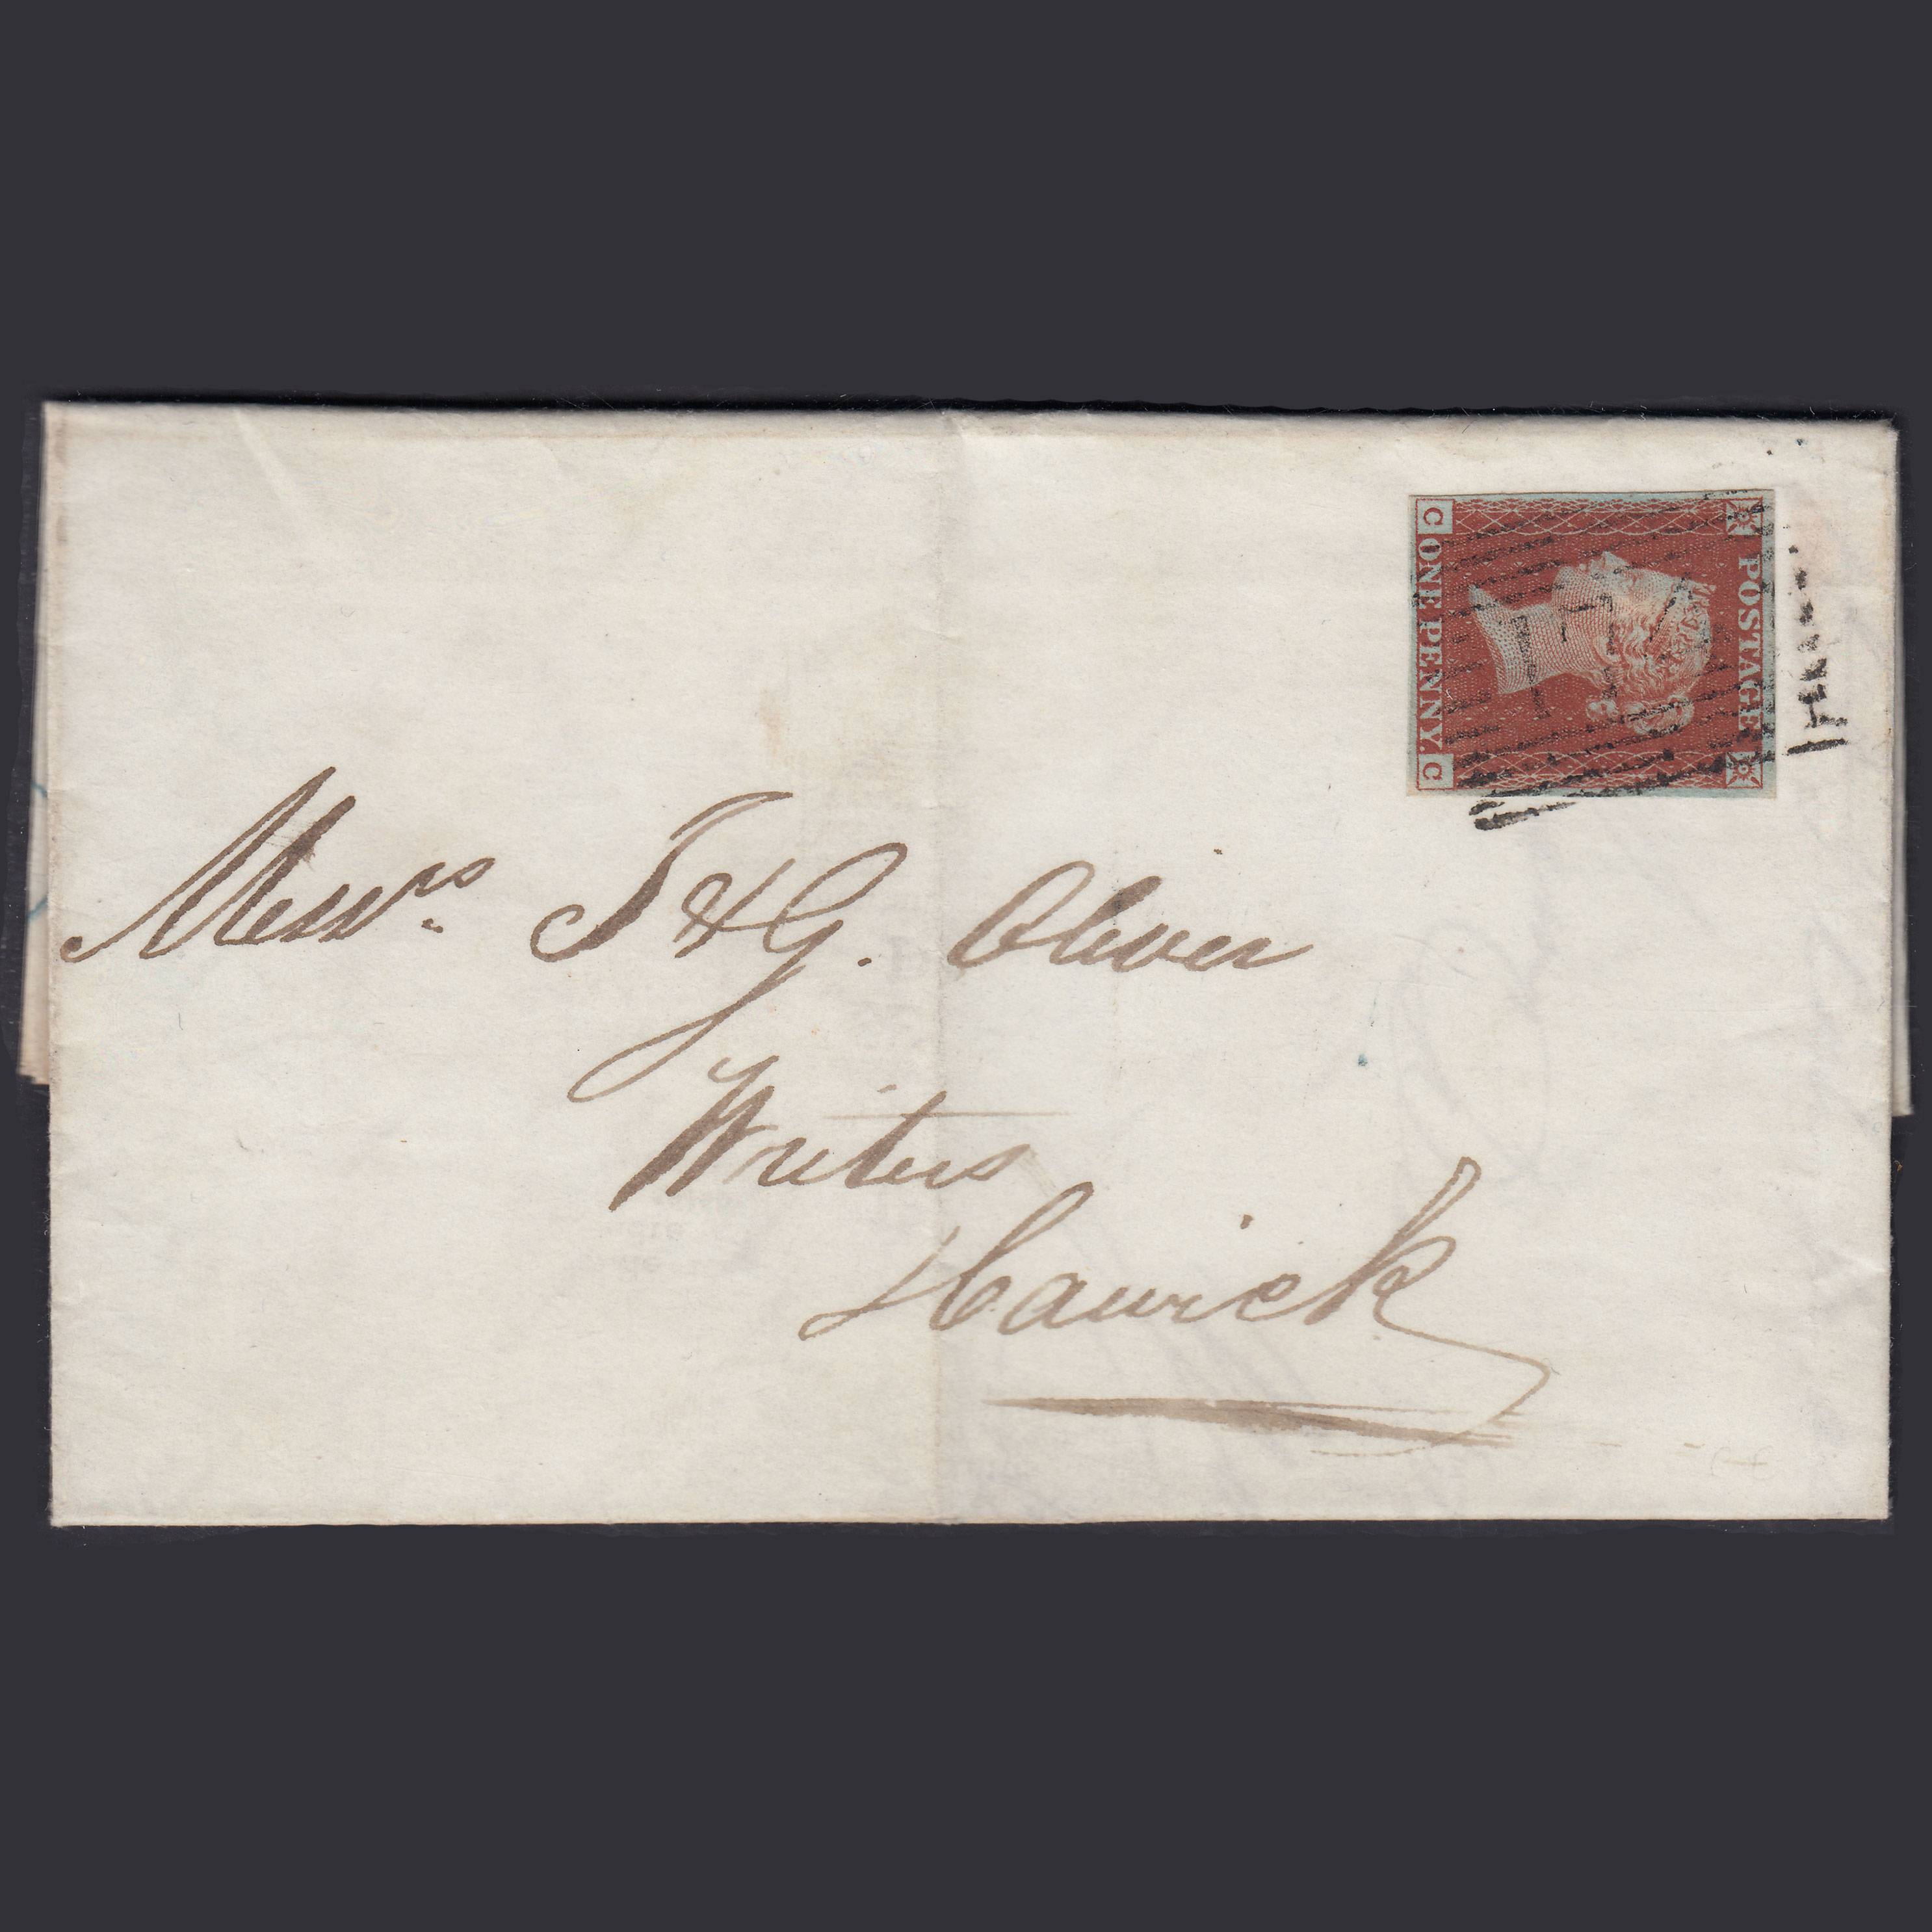 POSTAGE
ONE PENNY.
C C
Messrs. J & G. Oliver
Writers
Hawick